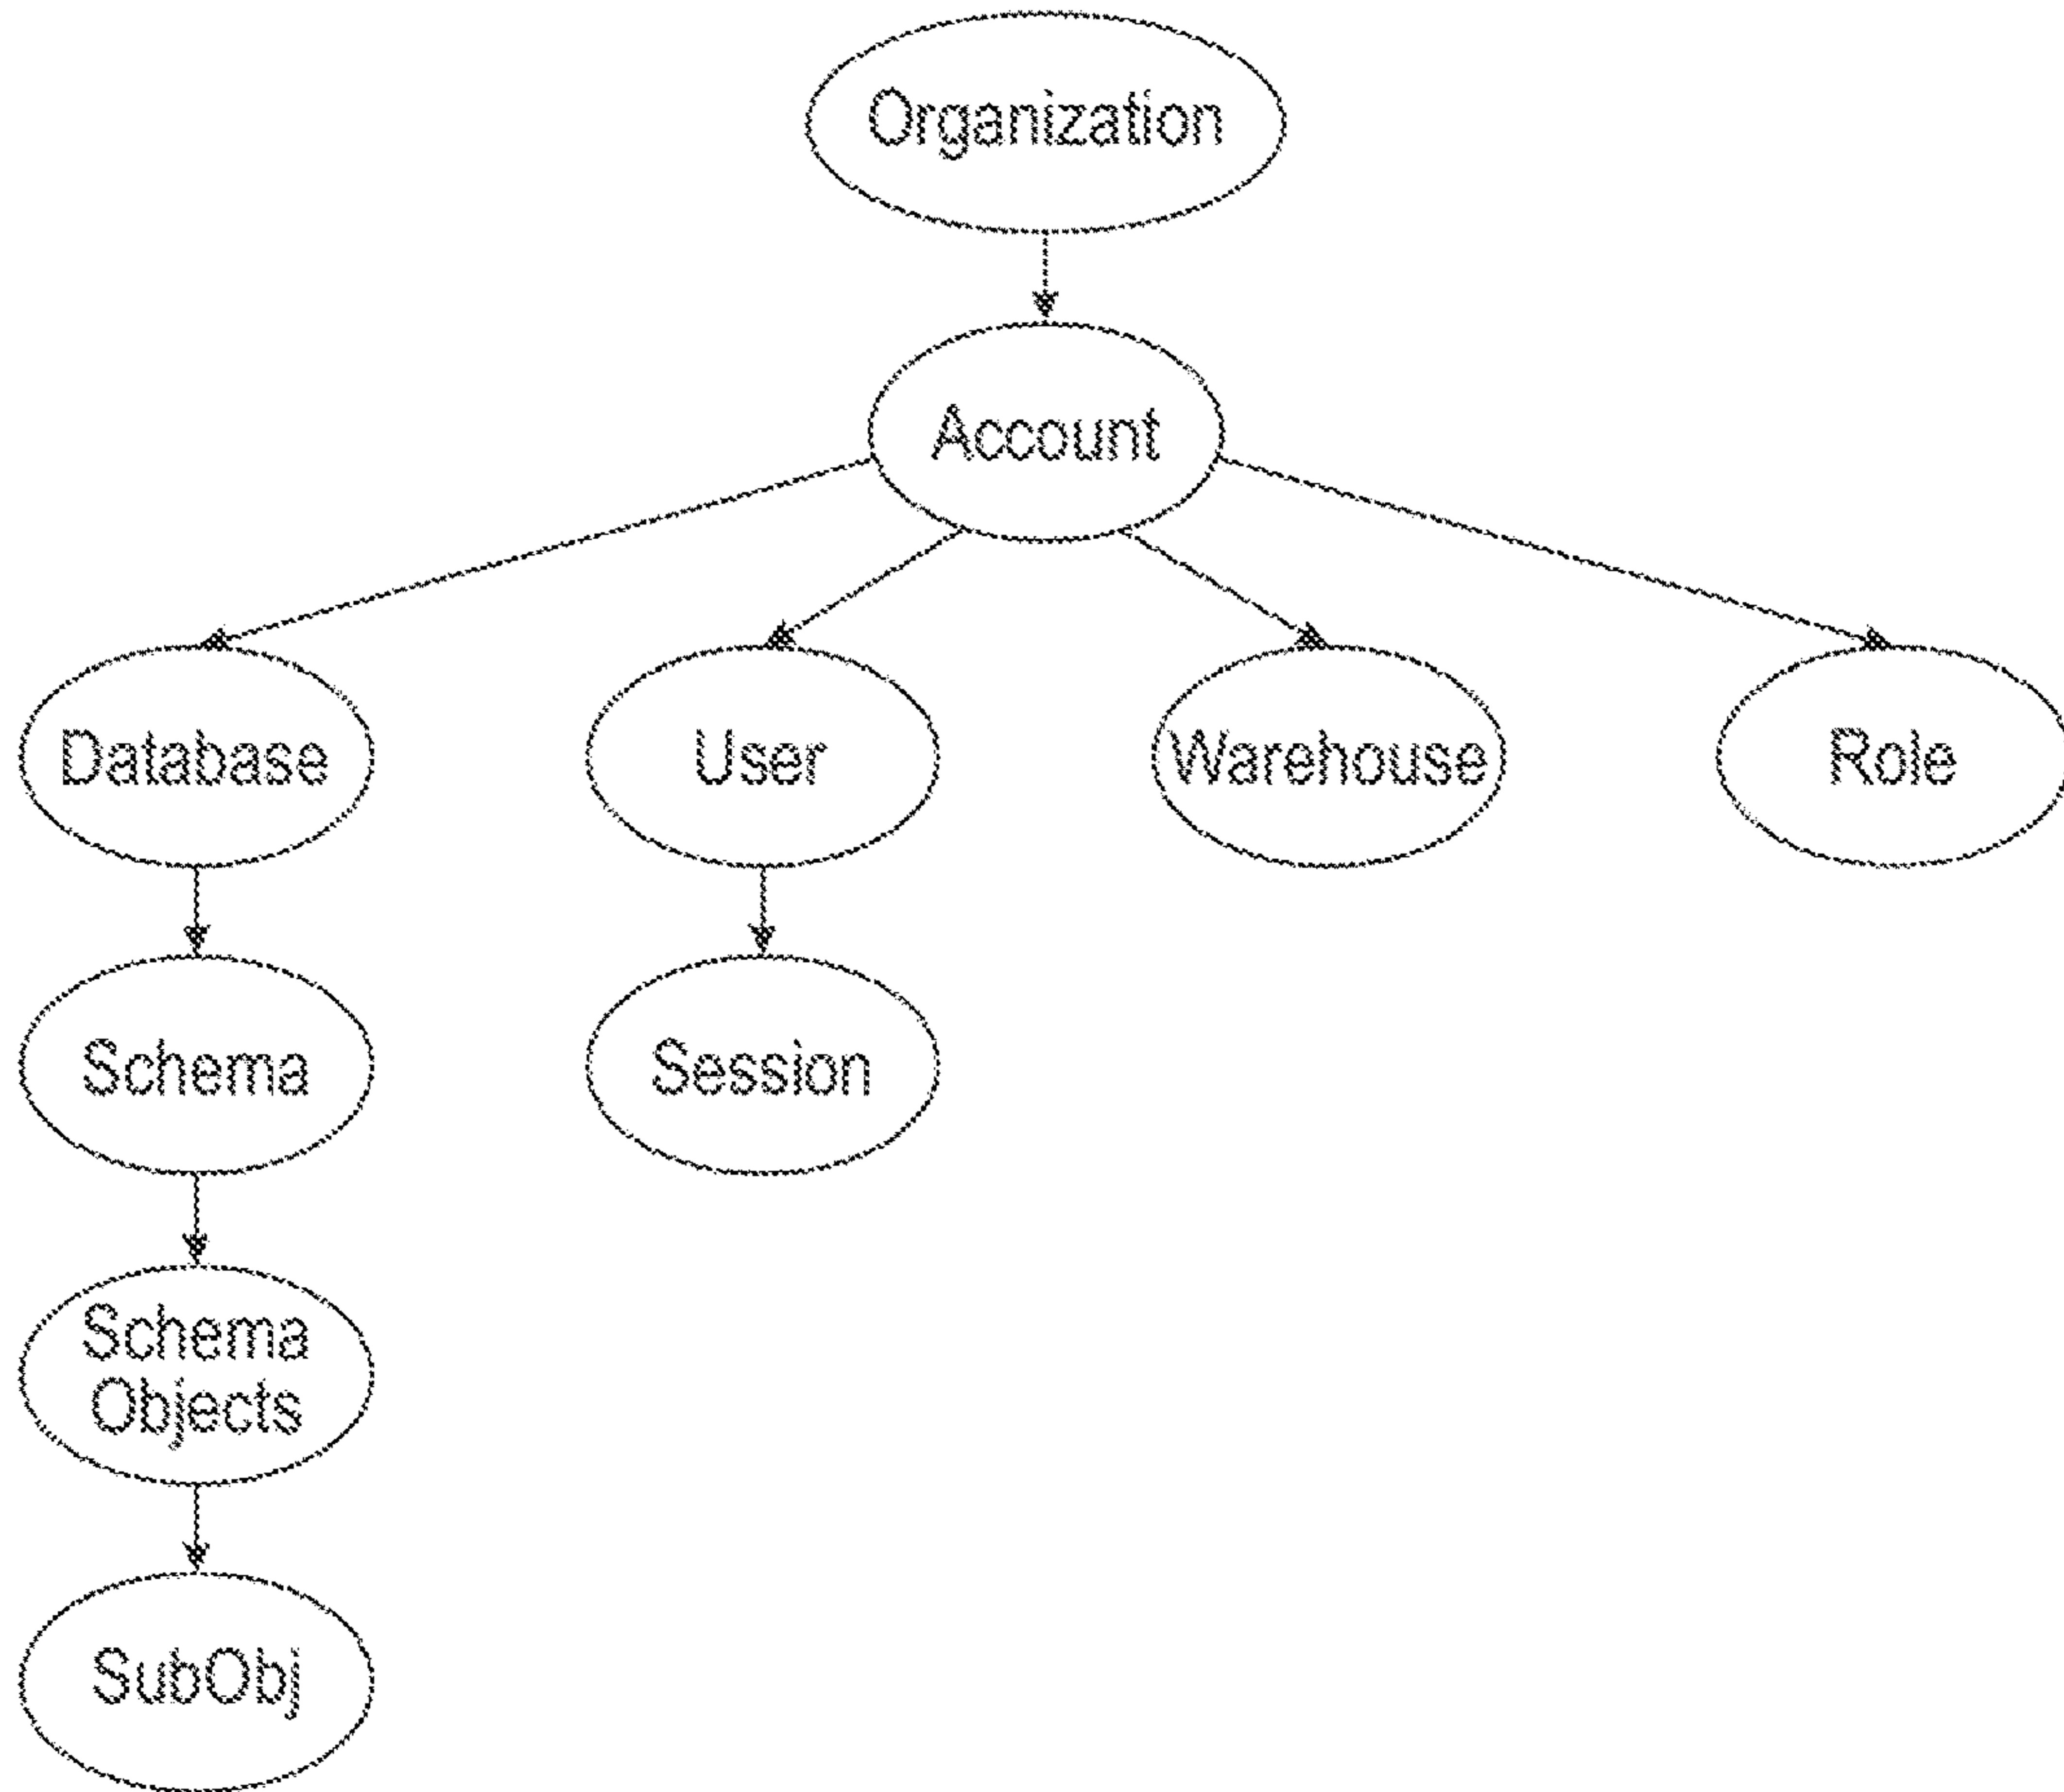 Organization
Account
Database
User
Warehouse
Role
Schema
Session
Schema
Objects
SubObj